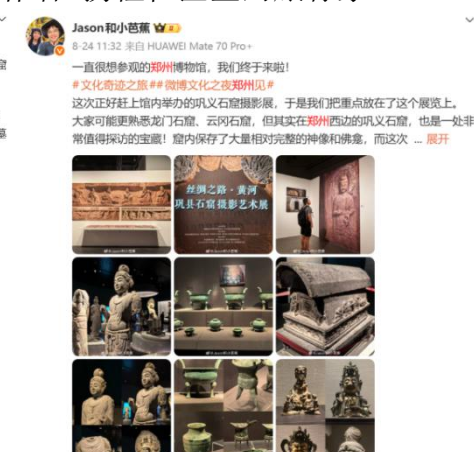 Jason和小芭蕉
8-24 11:32 来自 HUAWEI Mate 70 Pro+
一直很想参观的郑州博物馆，我们终于来啦！
#文化奇迹之旅##微博文化之夜郑州见#
这次正好赶上馆内举办的巩义石窟摄影展，于是我们把重点放在了这个展览上。
大家可能更熟悉龙门石窟、云冈石窟，但其实在郑州西边的巩义石窟，也是一处非
常值得探访的宝藏！窟内保存了大量相对完整的神像和佛龛，而这次 ... 展开
丝绸之路·黄河
巩县石窟摄影艺术展